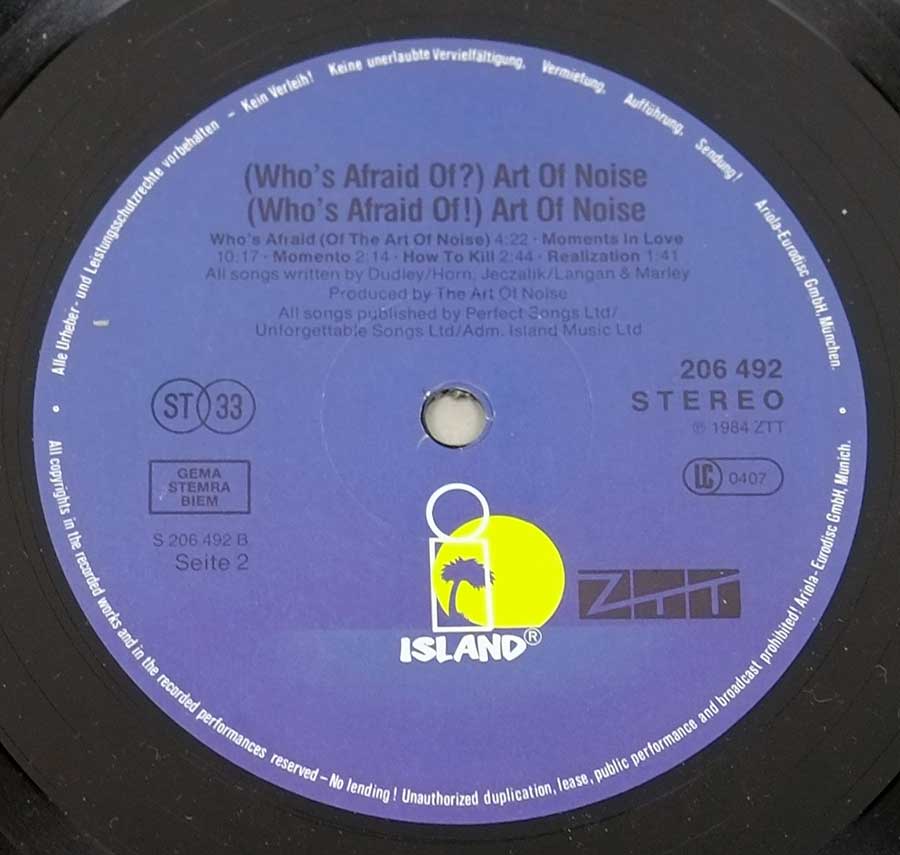 Alle Urheber- und Leistungsschutzrechte vorbehalten – Kein Verleih! Keine unerlaubte Vervielfältigung, Vermietung, Aufführung, Sendung! Ariola-Eurodisc GmbH, München.
(Who's Afraid Of?) Art Of Noise
(Who's Afraid Of!) Art Of Noise
Who's Afraid (Of The Art Of Noise) 4:22 · Moments In Love
10:17 · Momento 2:14 · How To Kill 2:44 · Realization 1:41
All songs written by Dudley/Horn, Jeczalik/Langan & Marley
Produced by The Art Of Noise
All songs published by Perfect Songs Ltd/
Unforgettable Songs Ltd/Adm. Island Music Ltd
206 492
STEREO
℗ 1984 ZTT
ST 33
LC 0407
GEMA
STEMRA
BIEM
S 206 492 B
Seite 2
ISLAND®
ZTT
All copyrights in the recorded works and in the recorded performances reserved – No lending! Unauthorized duplication, lease, public performance and broadcast prohibited! Ariola-Eurodisc GmbH, Munich.